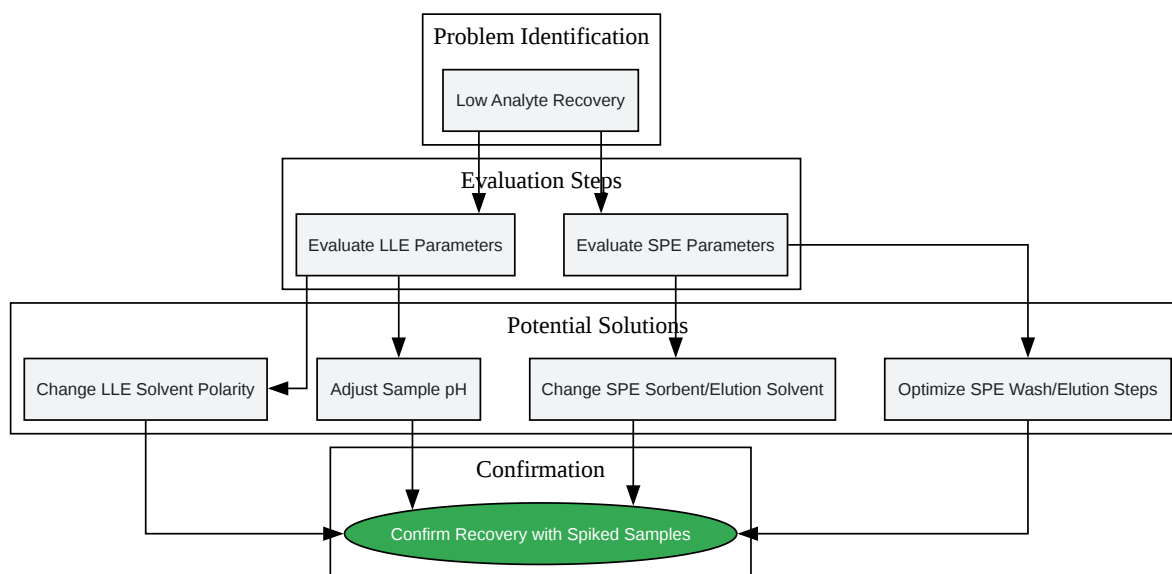 Problem Identification
Low Analyte Recovery
Evaluation Steps
Evaluate LLE Parameters
Evaluate SPE Parameters
Potential Solutions
Change LLE Solvent Polarity
Adjust Sample pH
Change SPE Sorbent/Elution Solvent
Optimize SPE Wash/Elution Steps
Confirmation
Confirm Recovery with Spiked Samples